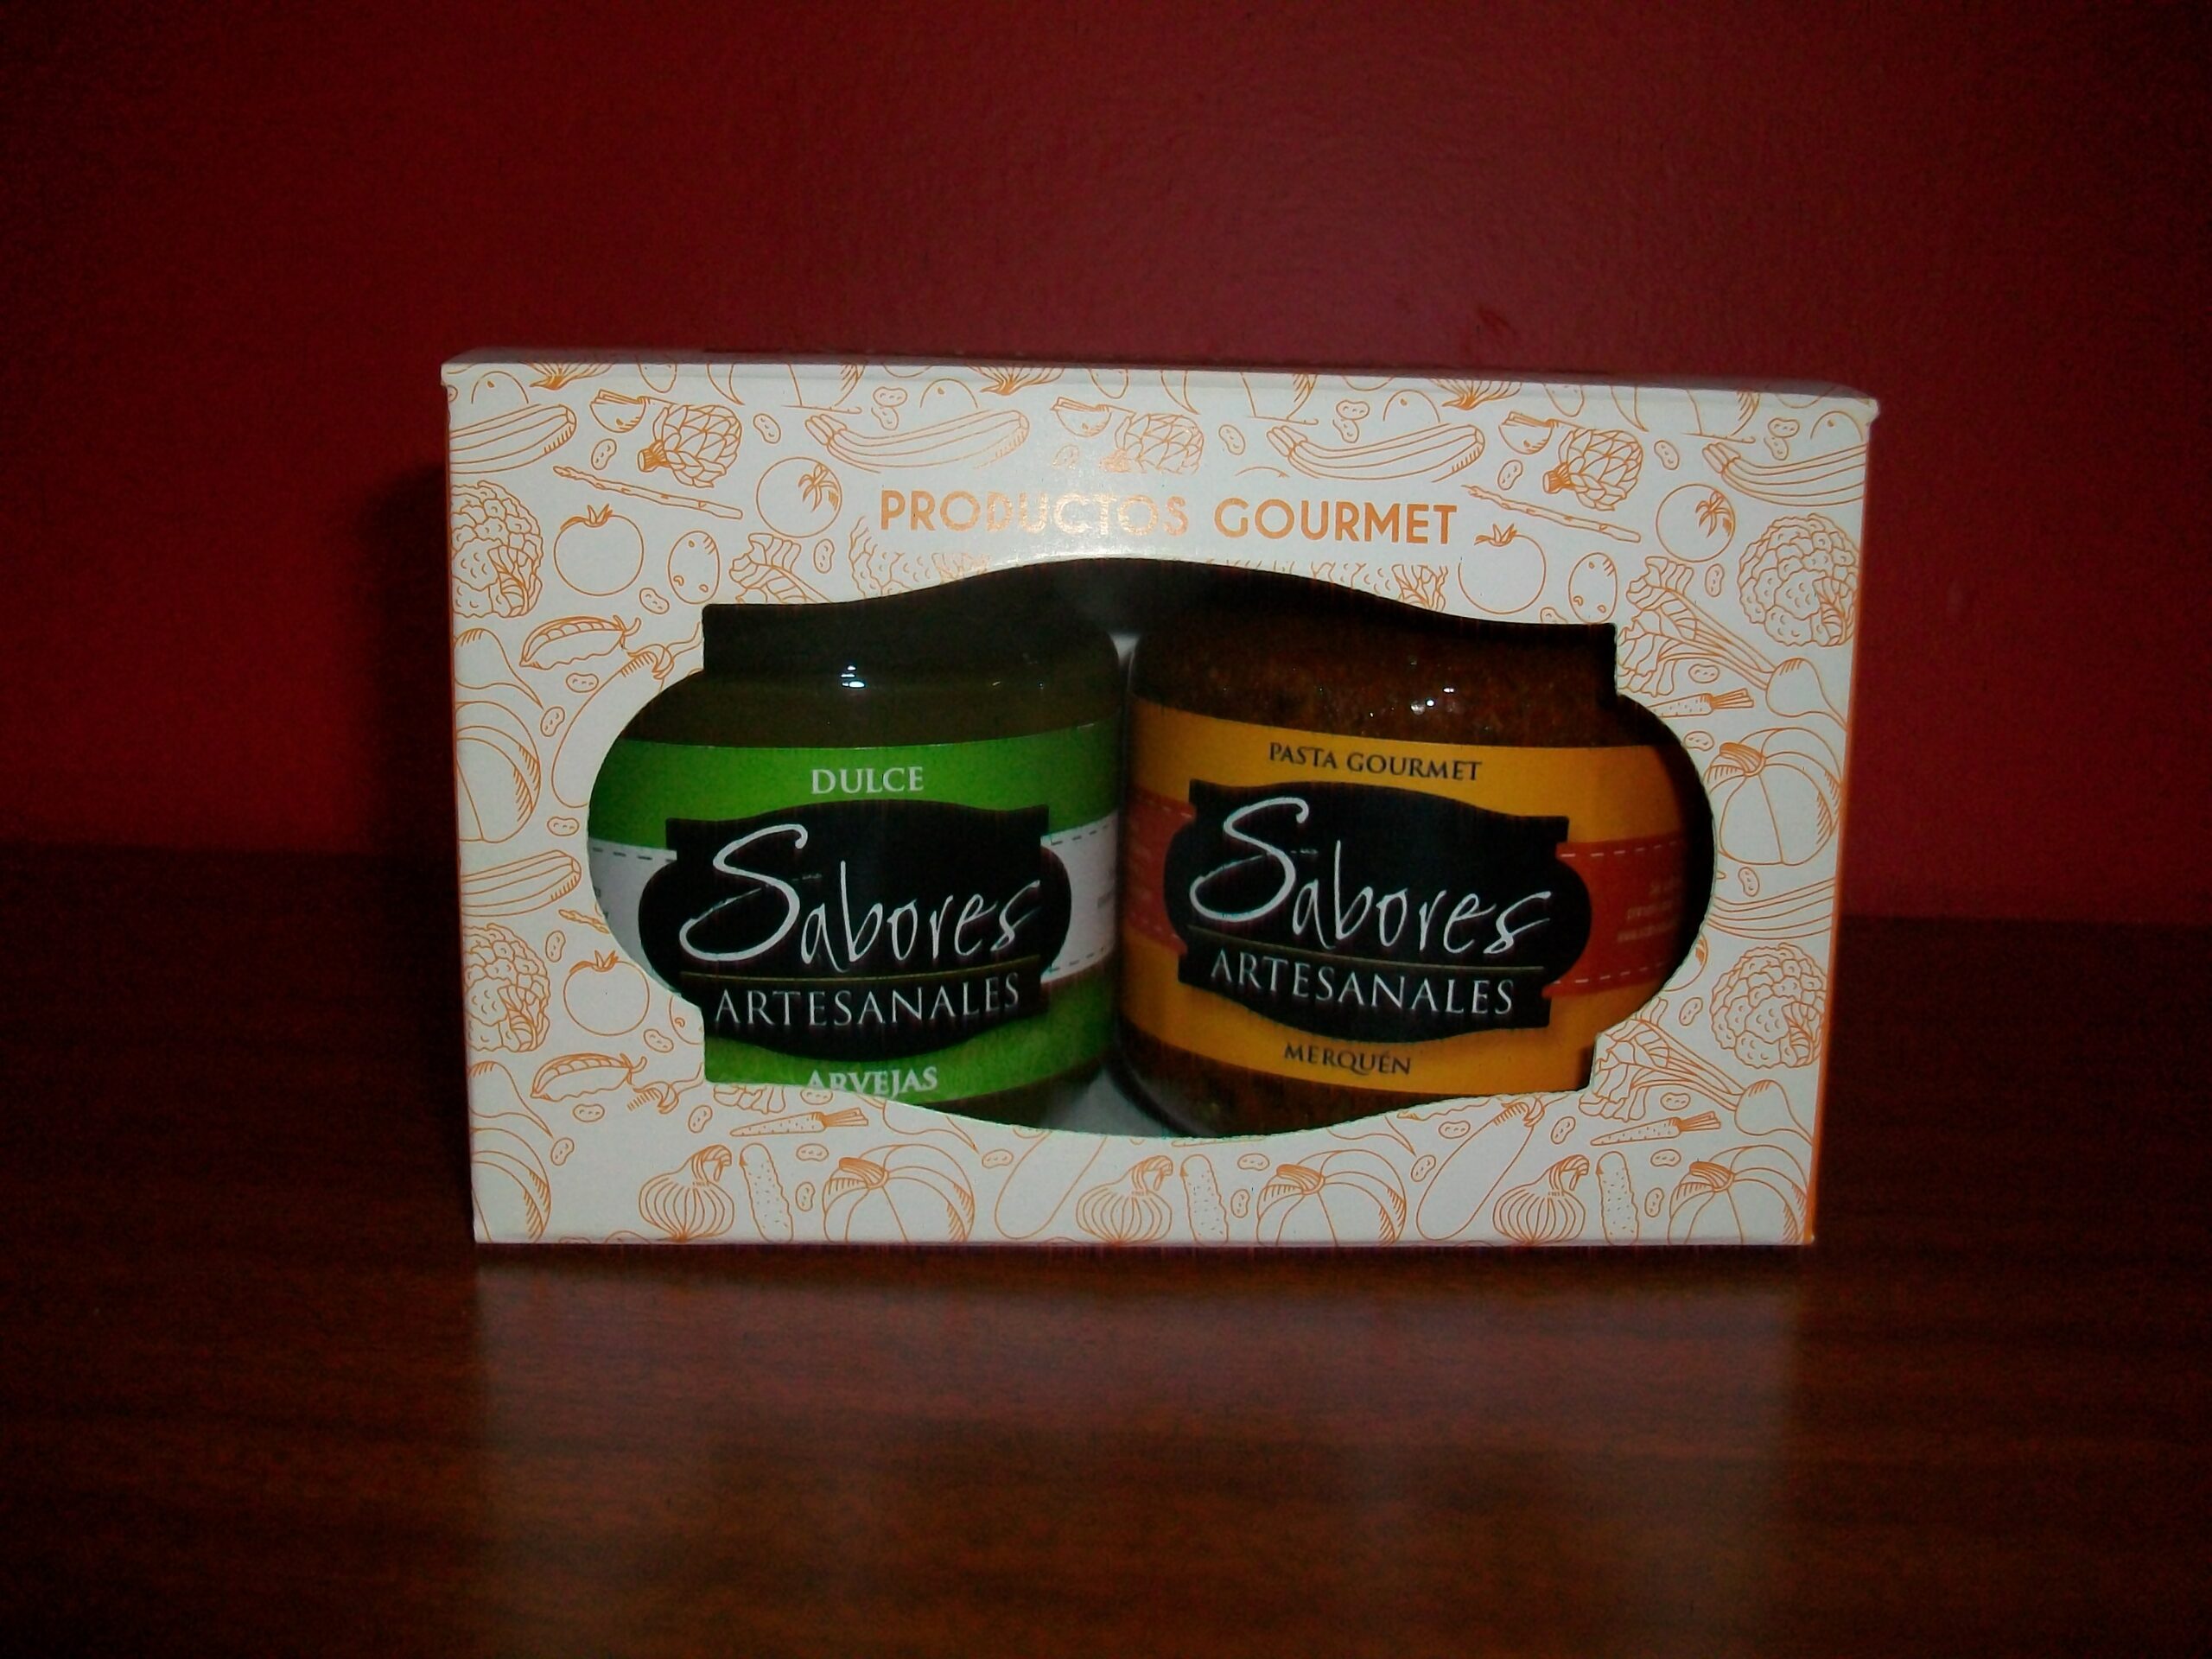 PRODUCTOS GOURMET
DULCE
Sabores
ARTESANALES
ARVEJAS
PASTA GOURMET
Sabores
ARTESANALES
MERQUÉN